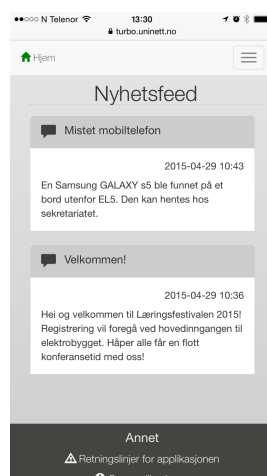 N Telenor 13:30
turbo.uninett.no
Hjem
Nyhetsfeed
Mistet mobiltelefon
2015-04-29 10:43
En Samsung GALAXY s5 ble funnet på et
bord utenfor EL5. Den kan hentes hos
sekretariatet.
Velkommen!
2015-04-29 10:36
Hei og velkommen til Læringsfestivalen 2015!
Registrering vil foregå ved hovedinngangen til
elektrobygget. Håper alle får en flott
konferansetid med oss!
Annet
Retningslinjer for applikasjonen